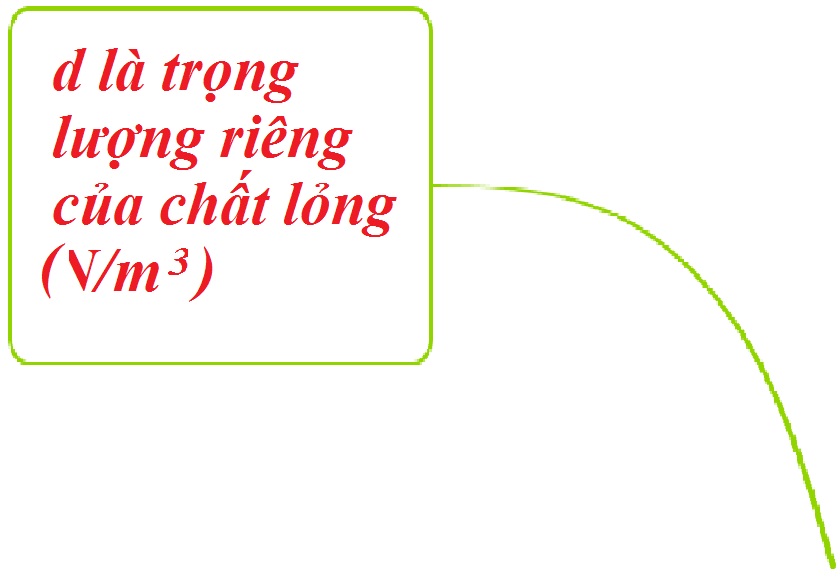 d là trọng
lượng riêng
của chất lỏng
(N/m³)